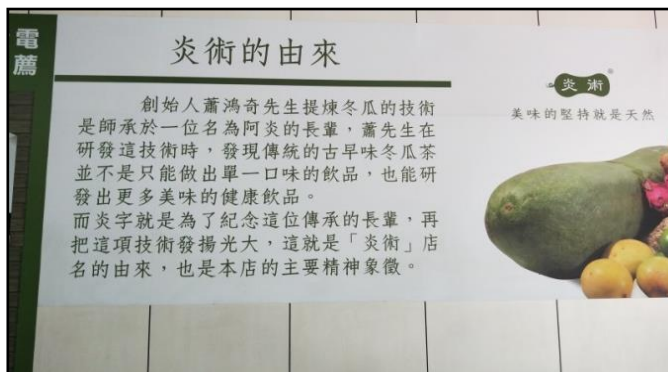 電薦
炎術的由來
創始人蕭鴻奇先生提煉冬瓜的技術
是師承於一位名為阿炎的長輩，蕭先生在
研發這技術時，發現傳統的古早味冬瓜茶
並不是只能做出單一口味的飲品，也能研
發出更多美味的健康飲品。
而炎字就是為了紀念這位傳承的長輩，再
把這項技術發揚光大，這就是「炎術」店
名的由來，也是本店的主要精神象徵。
炎術®
美味的堅持就是天然